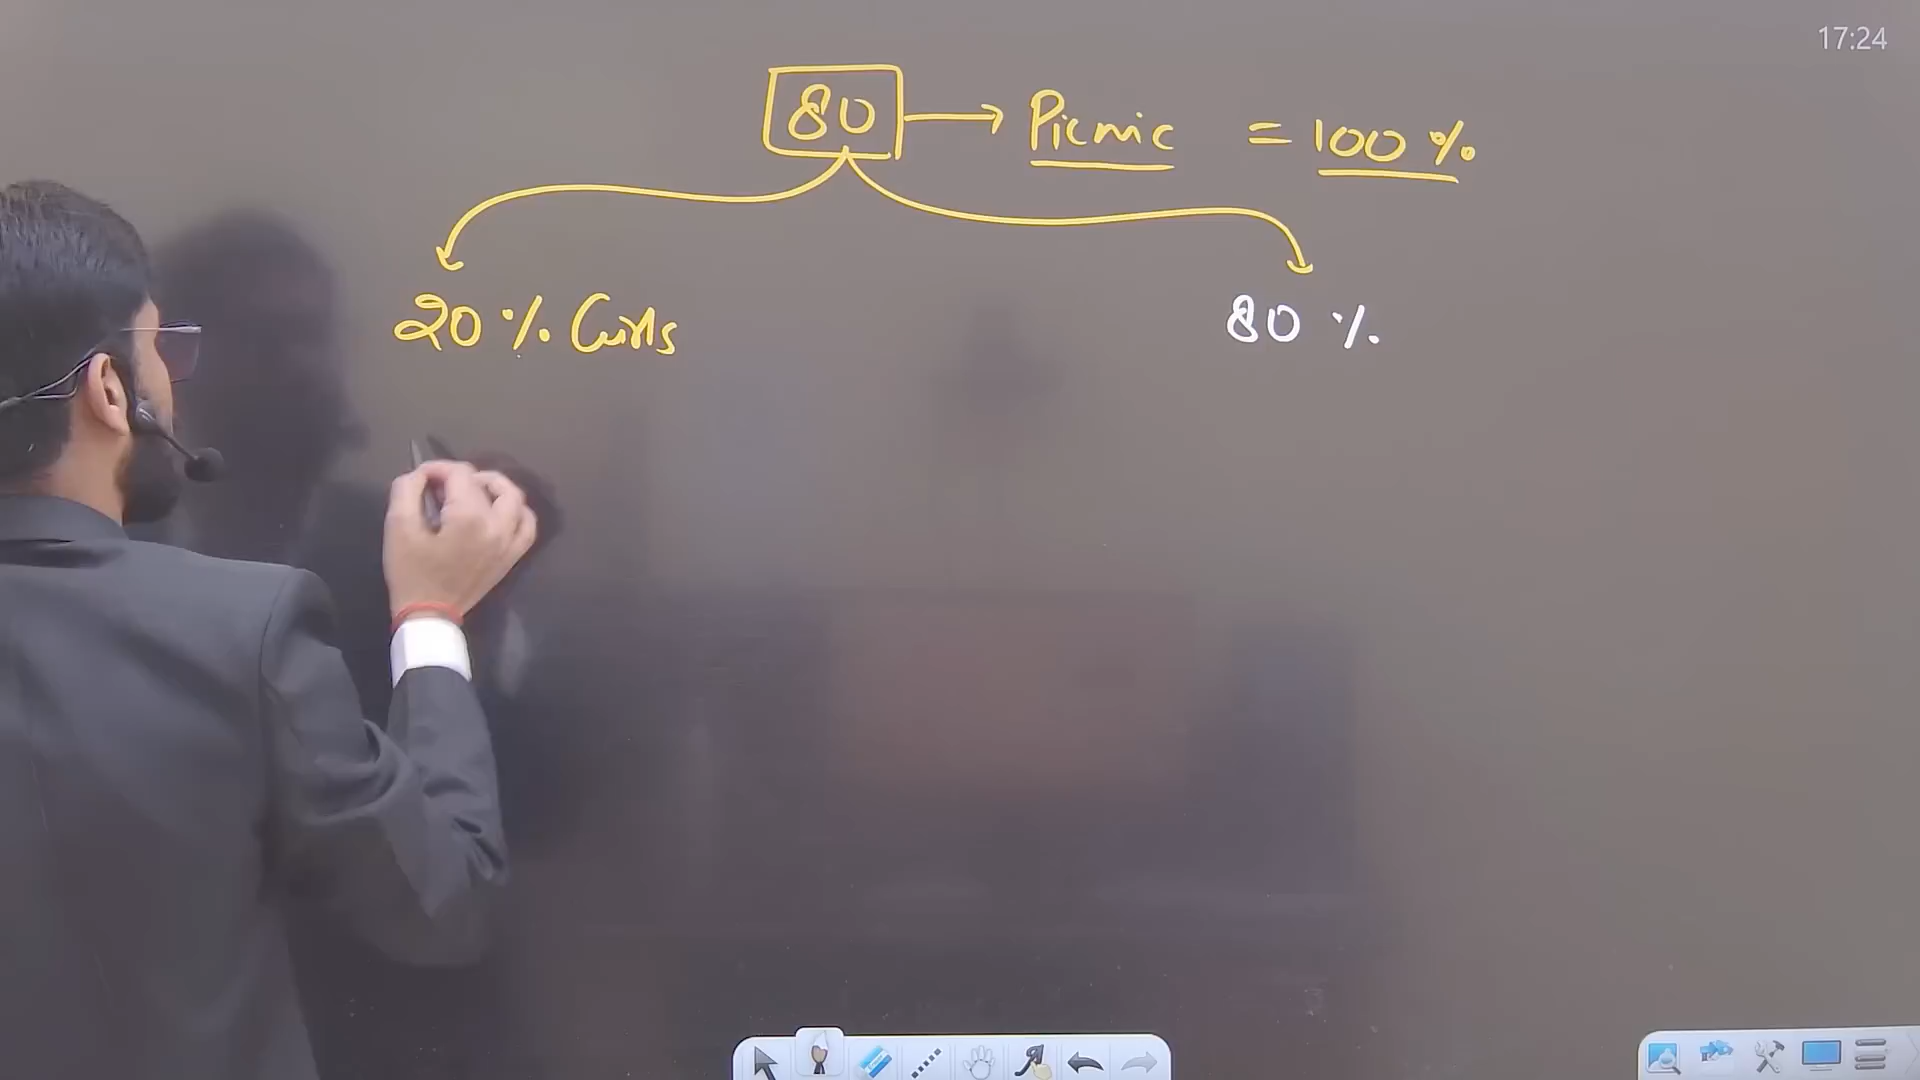 17:24
80 → Picnic = 100 %
20 % Girls 80 %